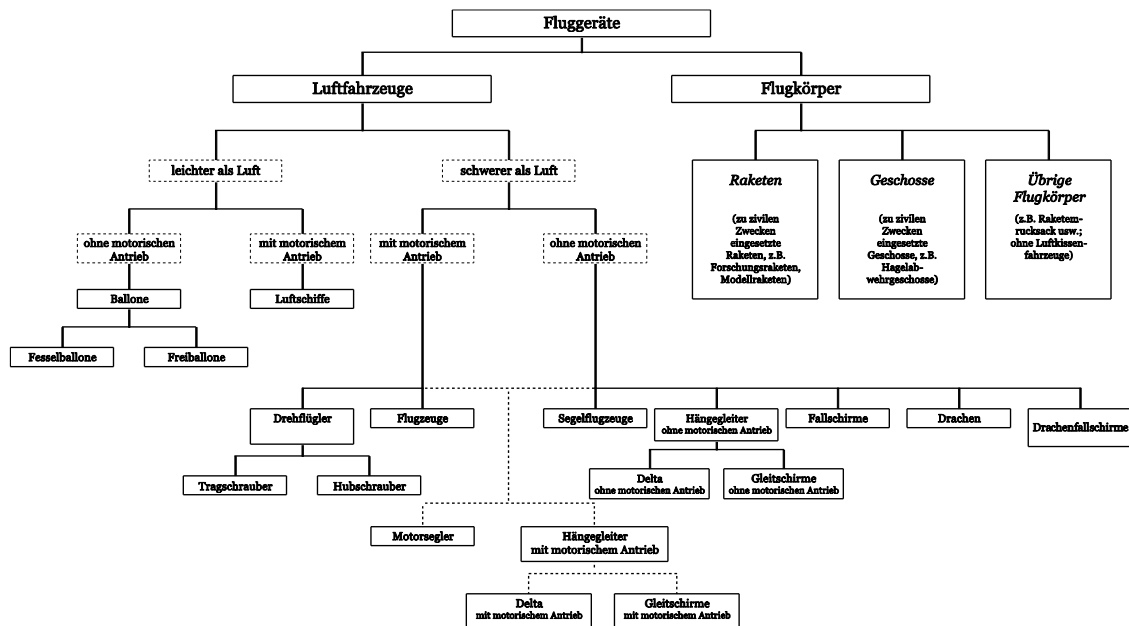 Fluggeräte
Luftfahrzeuge
Flugkörper
leichter als Luft
schwerer als Luft
Raketen
(zu zivilen
Zwecken
eingesetzte
Raketen, z.B.
Forschungsraketen,
Modellraketen)
Geschosse
(zu zivilen
Zwecken
eingesetzte
Geschosse, z.B.
Hagelab-
wehrgeschosse)
Übrige
Flugkörper
(z.B. Raketem-
rucksack usw.;
ohne Luftkissen-
fahrzeuge)
ohne motorischen
Antrieb
mit motorischem
Antrieb
mit motorischem
Antrieb
ohne motorischen
Antrieb
Ballone
Luftschiffe
Fesselballone
Freiballone
Drehflügler
Flugzeuge
Segelflugzeuge
Hängegleiter
ohne motorischen Antrieb
Fallschirme
Drachen
Drachenfallschirme
Tragschrauber
Hubschrauber
Delta
ohne motorischen Antrieb
Gleitschirme
ohne motorischen Antrieb
Motorsegler
Hängegleiter
mit motorischem Antrieb
Delta
mit motorischem Antrieb
Gleitschirme
mit motorischem Antrieb